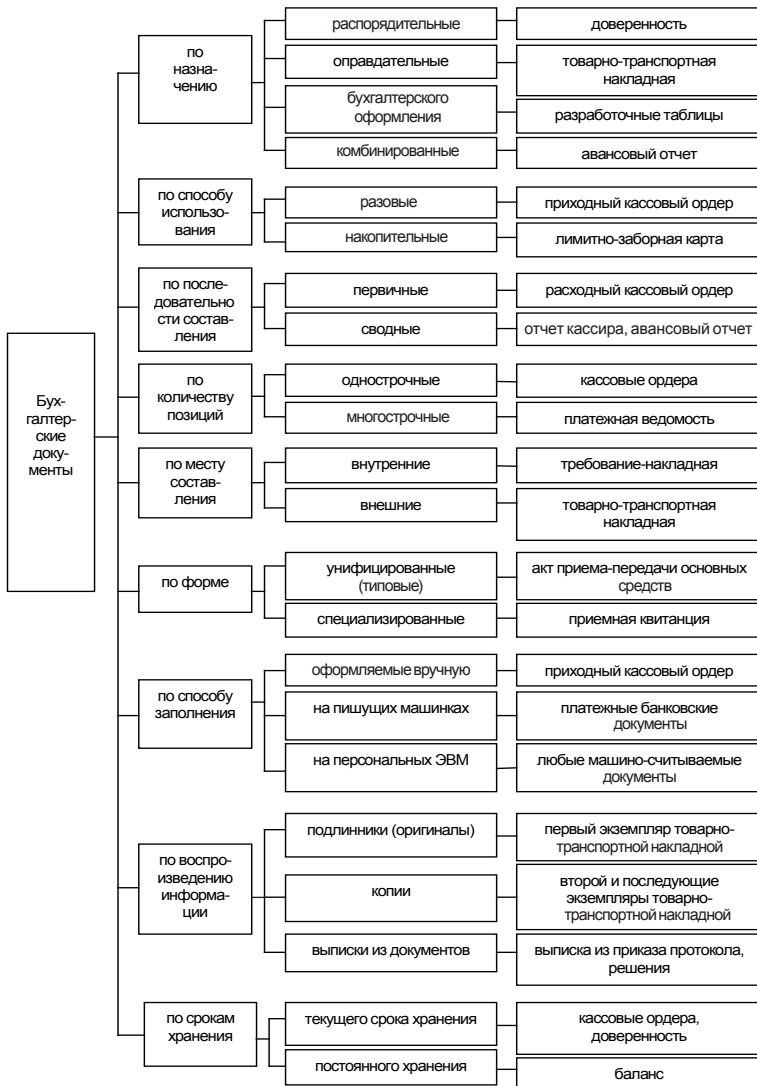 Бух-
галтер-
ские
доку-
менты
по
назна-
чению
распорядительные
доверенность
оправдательные
товарно-транспортная
накладная
бухгалтерского
оформления
разработочные таблицы
комбинированные
авансовый отчет
по способу
использо-
вания
разовые
приходный кассовый ордер
накопительные
лимитно-заборная карта
по после-
довательно
сти состав-
ления
первичные
расходный кассовый ордер
сводные
отчет кассира, авансовый отчет
по
количеству
позиций
однострочные
кассовые ордера
многострочные
платежная ведомость
по месту
состав-
ления
внутренние
требование-накладная
внешние
товарно-транспортная
накладная
по форме
унифицированные
(типовые)
акт приема-передачи основных
средств
специализированные
приемная квитанция
по способу
заполнения
оформляемые вручную
приходный кассовый ордер
на пишущих машинках
платежные банковские
документы
на персональных ЭВМ
любые машино-считываемые
документы
по воспро-
изведению
информа-
ции
подлинники (оригиналы)
первый экземпляр товарно-
транспортной накладной
копии
второй и последующие
экземпляры товарно-
транспортной накладной
выписки из документов
выписка из приказа протокола,
решения
по срокам
хранения
текущего срока хранения
кассовые ордера,
доверенность
постоянного хранения
баланс